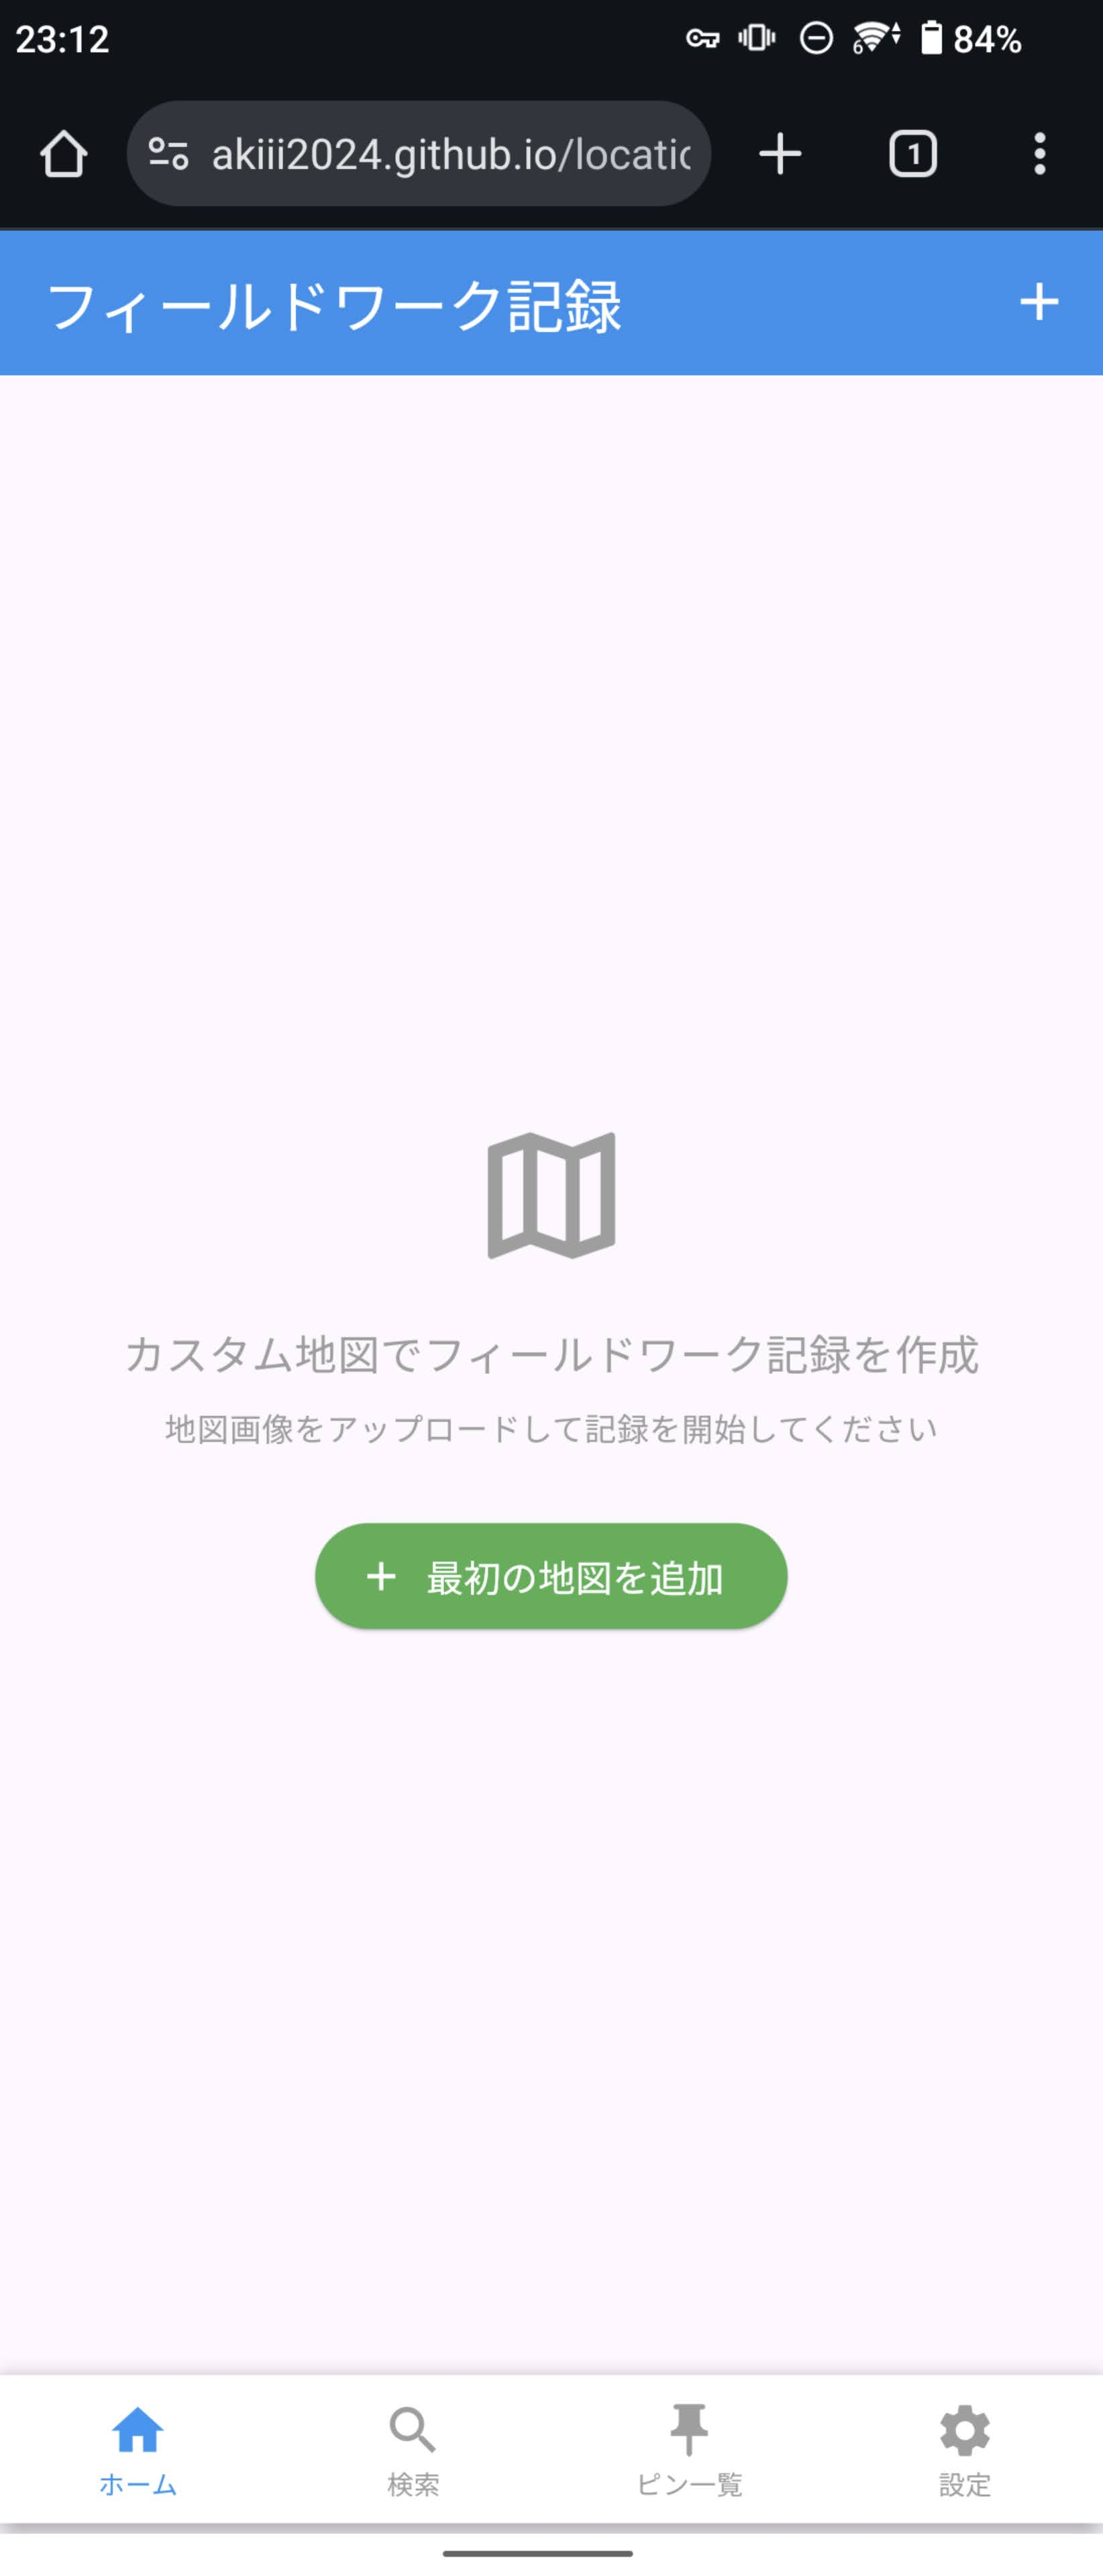 23:12
6
84%
akiii2024.github.io/locatic
1
フィールドワーク記録
カスタム地図でフィールドワーク記録を作成
地図画像をアップロードして記録を開始してください
+ 最初の地図を追加
ホーム
検索
ピン一覧
設定